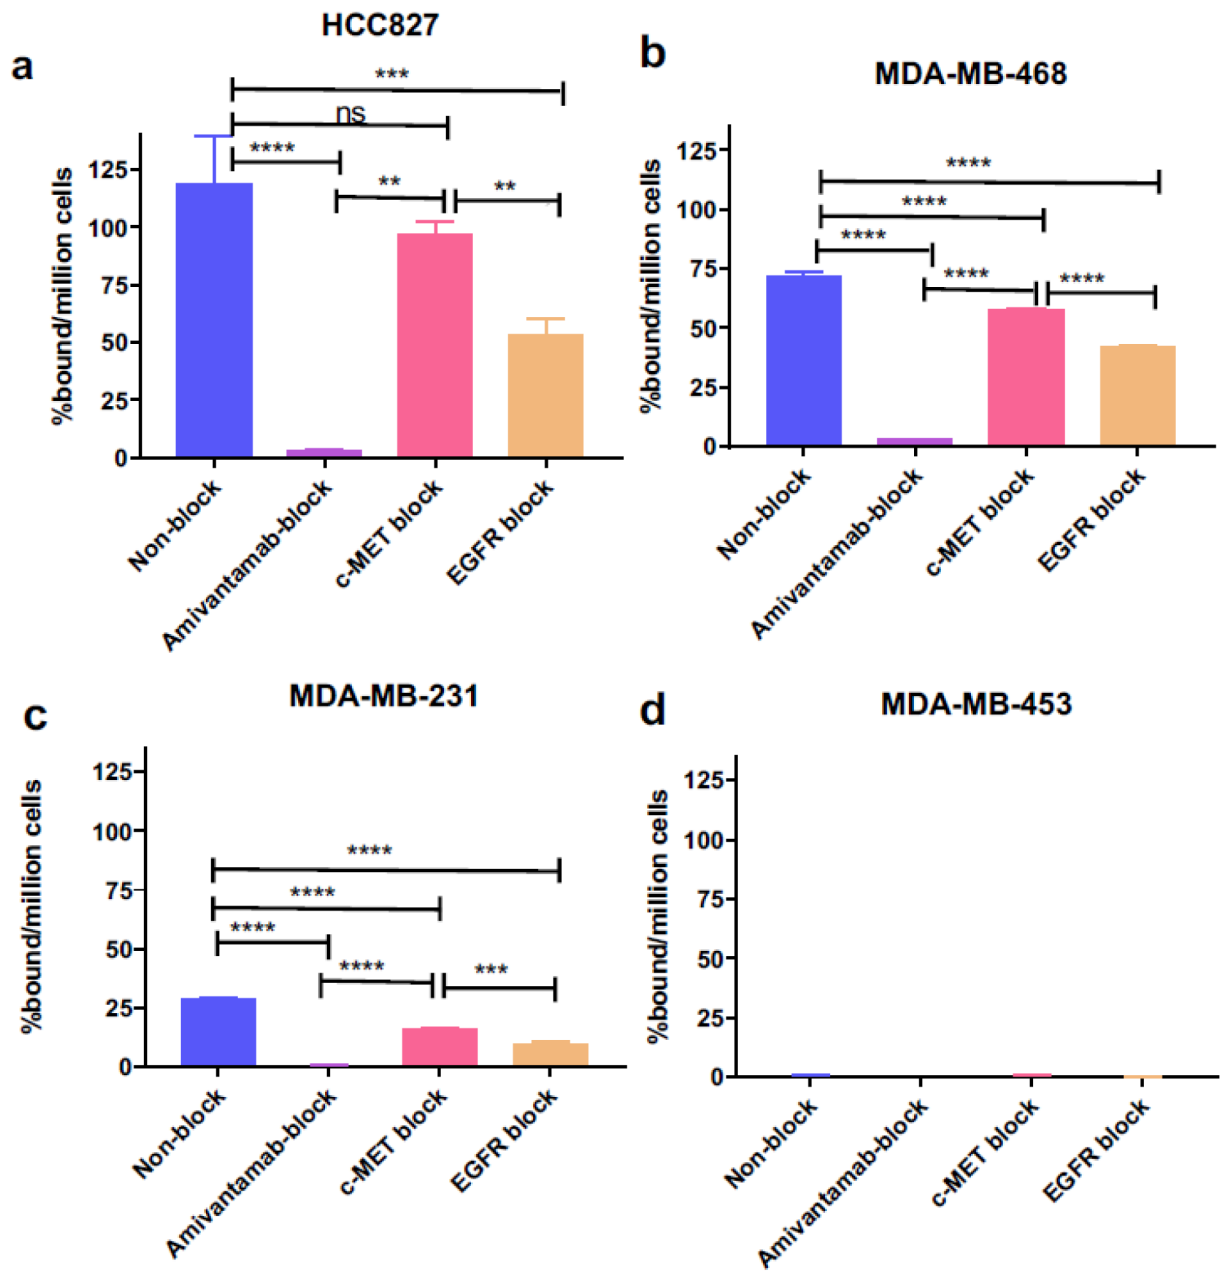 HCC827
a
***
ns
****
**
**
%bound/million cells
125
100
75
50
25
0
Non-block
Amivantamab-block
c-MET block
EGFR block
b
MDA-MB-468
****
****
****
****
****
%bound/million cells
125
100
75
50
25
0
Non-block
Amivantamab-block
c-MET block
EGFR block
c
MDA-MB-231
****
****
****
****
***
%bound/million cells
125
100
75
50
25
0
Non-block
Amivantamab-block
c-MET block
EGFR block
d
MDA-MB-453
%bound/million cells
125
100
75
50
25
0
Non-block
Amivantamab-block
c-MET block
EGFR block